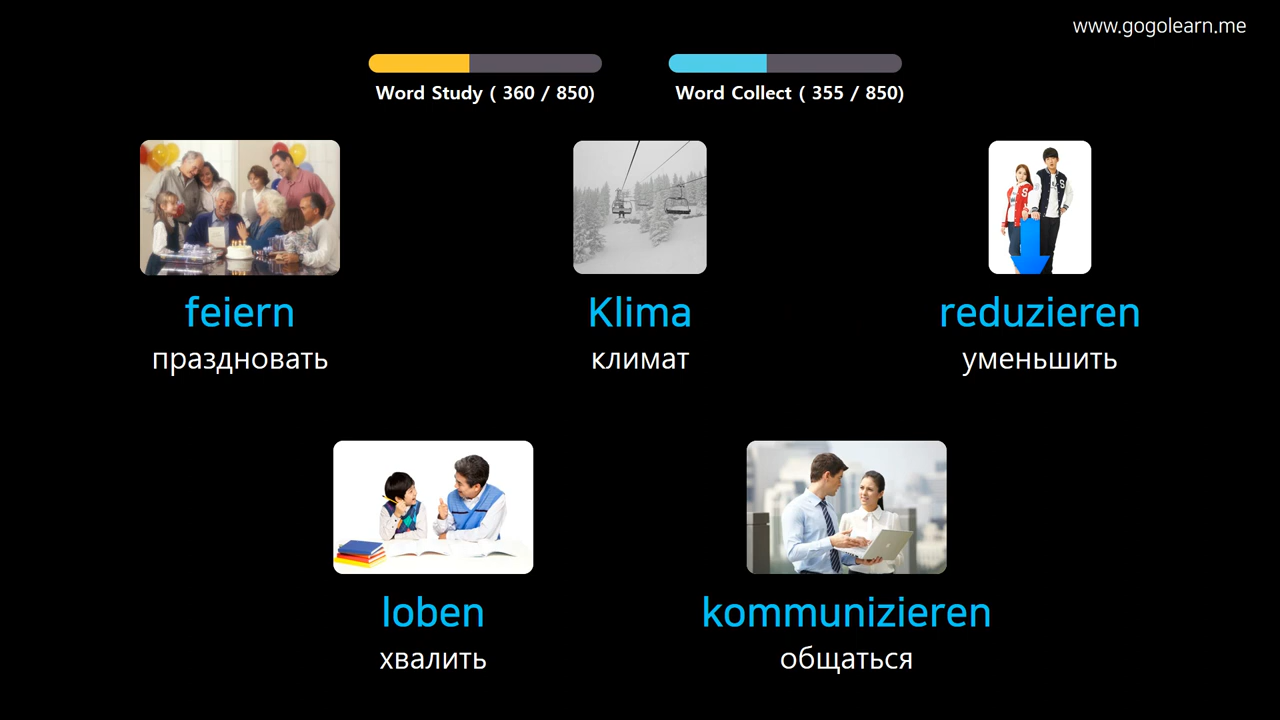 www.gogolearn.me
Word Study ( 360 / 850)
Word Collect ( 355 / 850)
feiern
праздновать
Klima
климат
reduzieren
уменьшить
loben
хвалить
kommunizieren
общаться